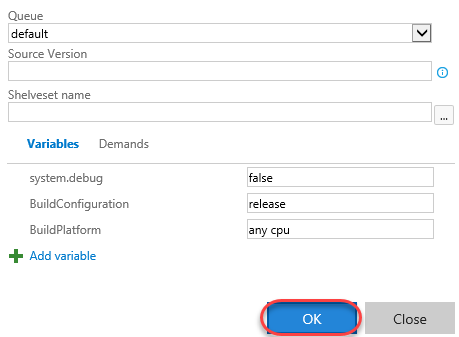 Queue
default
Source Version
Shelveset name
...
Variables Demands
system.debug false
BuildConfiguration release
BuildPlatform any cpu
Add variable
OK Close